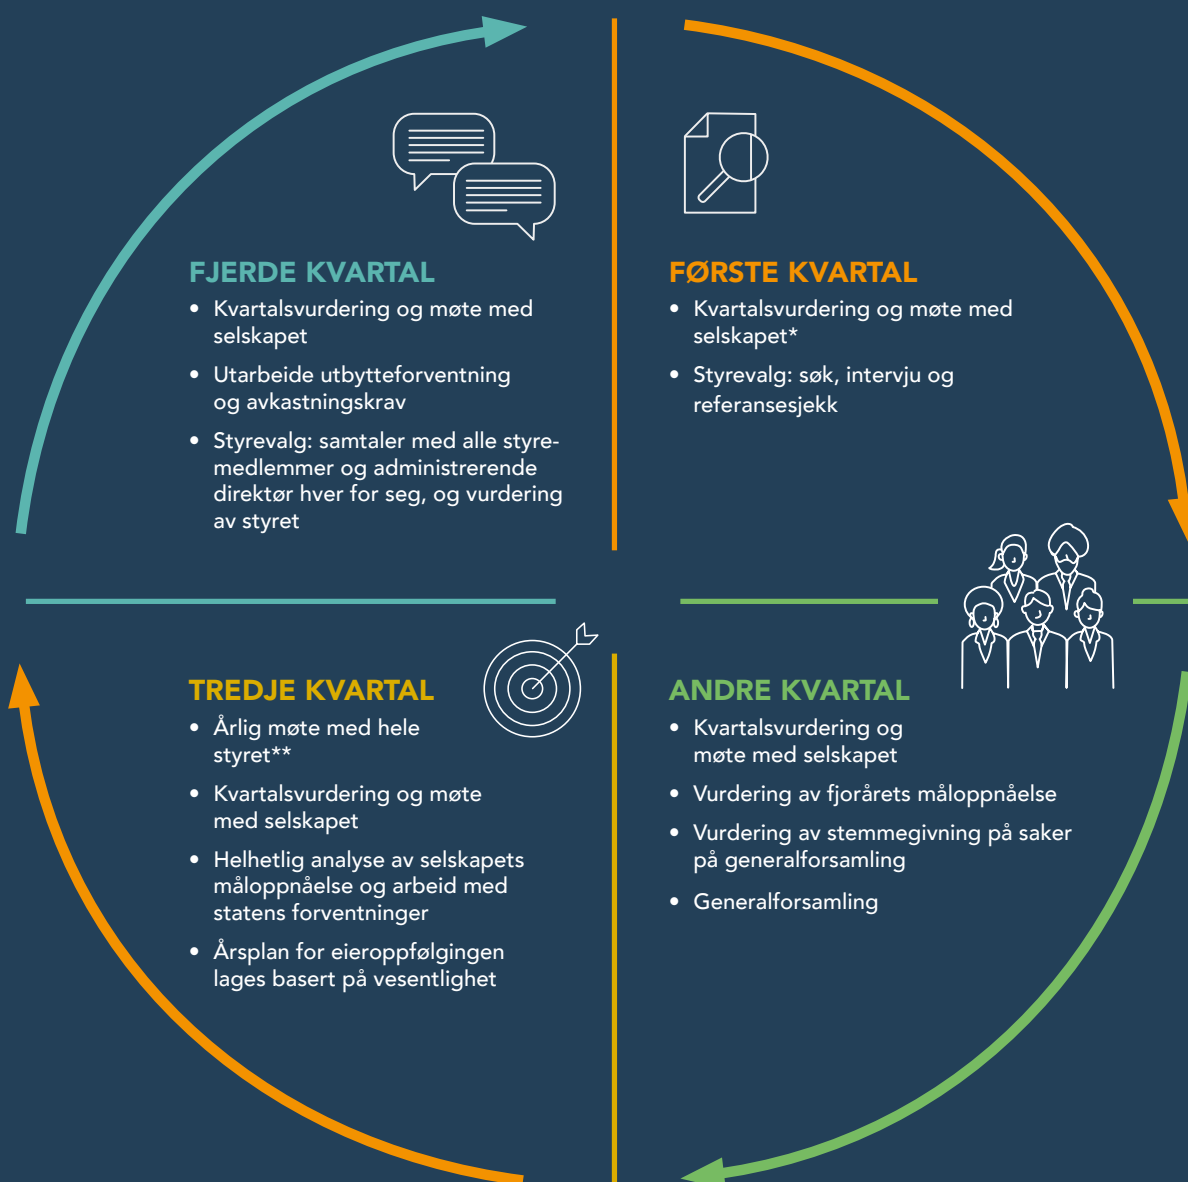 FJERDE KVARTAL
• Kvartalsvurdering og møte med
selskapet
• Utarbeide utbytteforventning
og avkastningskrav
• Styrevalg: samtaler med alle styre-
medlemmer og administrerende
direktør hver for seg, og vurdering
av styret
FØRSTE KVARTAL
• Kvartalsvurdering og møte med
selskapet*
• Styrevalg: søk, intervju og
referansesjekk
TREDJE KVARTAL
• Årlig møte med hele
styret**
• Kvartalsvurdering og møte
med selskapet
• Helhetlig analyse av selskapets
måloppnåelse og arbeid med
statens forventninger
• Årsplan for eieroppfølgingen
lages basert på vesentlighet
ANDRE KVARTAL
• Kvartalsvurdering og
møte med selskapet
• Vurdering av fjorårets måloppnåelse
• Vurdering av stemmegivning på saker
på generalforsamling
• Generalforsamling